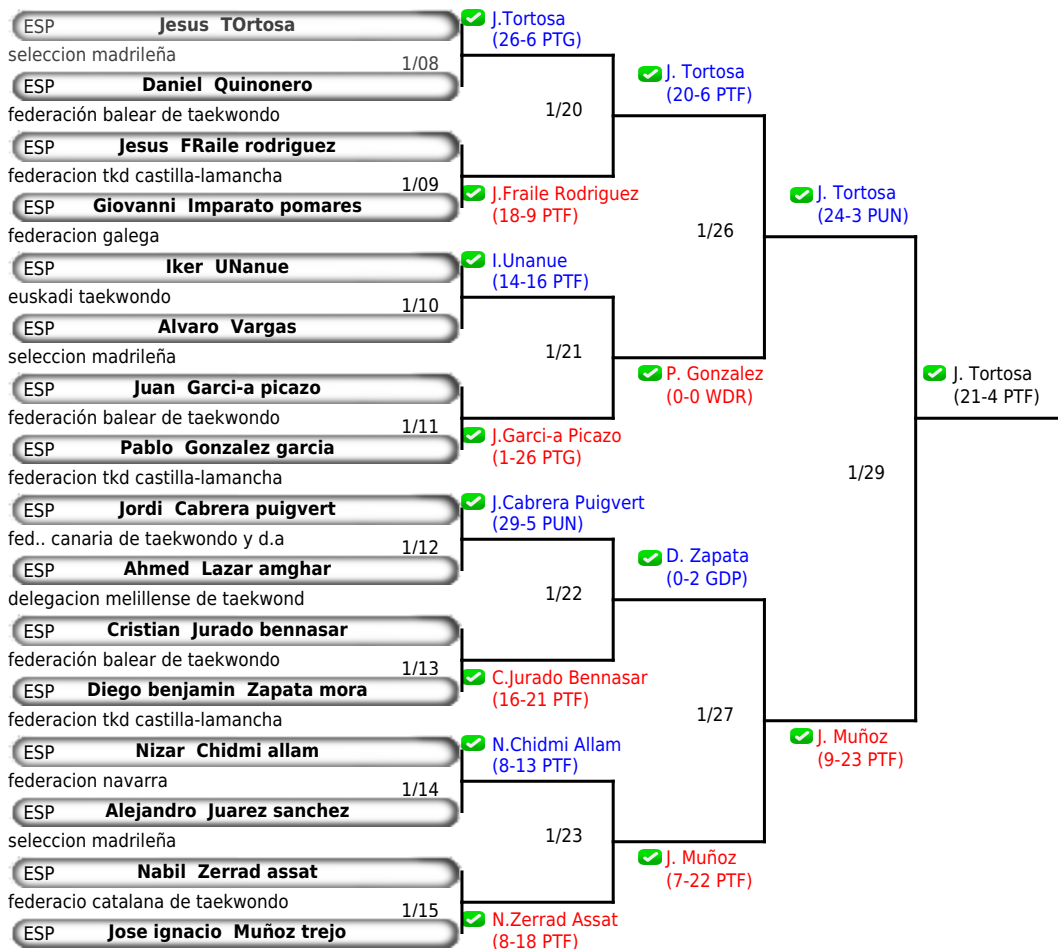 ESP Jesus TOrtosa
seleccion madrileña
1/08
ESP Daniel Quinonero
federación balear de taekwondo
ESP Jesus FRaile rodriguez
federacion tkd castilla-lamancha
1/09
ESP Giovanni Imparato pomares
federacion galega
ESP Iker UNanue
euskadi taekwondo
1/10
ESP Alvaro Vargas
seleccion madrileña
ESP Juan Garci-a picazo
federación balear de taekwondo
1/11
ESP Pablo Gonzalez garcia
federacion tkd castilla-lamancha
ESP Jordi Cabrera puigvert
fed.. canaria de taekwondo y d.a
1/12
ESP Ahmed Lazar amghar
delegacion melillense de taekwond
ESP Cristian Jurado bennasar
federación balear de taekwondo
1/13
ESP Diego benjamin Zapata mora
federacion tkd castilla-lamancha
ESP Nizar Chidmi allam
federacion navarra
1/14
ESP Alejandro Juarez sanchez
seleccion madrileña
ESP Nabil Zerrad assat
federacio catalana de taekwondo
1/15
ESP Jose ignacio Muñoz trejo
J.Tortosa
(26-6 PTG)
1/20
J.Fraile Rodriguez
(18-9 PTF)
I.Unanue
(14-16 PTF)
1/21
J.Garci-a Picazo
(1-26 PTG)
J.Cabrera Puigvert
(29-5 PUN)
1/22
C.Jurado Bennasar
(16-21 PTF)
N.Chidmi Allam
(8-13 PTF)
1/23
N.Zerrad Assat
(8-18 PTF)
J. Tortosa
(20-6 PTF)
1/26
P. Gonzalez
(0-0 WDR)
D. Zapata
(0-2 GDP)
1/27
J. Muñoz
(7-22 PTF)
J. Tortosa
(24-3 PUN)
1/29
J. Muñoz
(9-23 PTF)
J. Tortosa
(21-4 PTF)